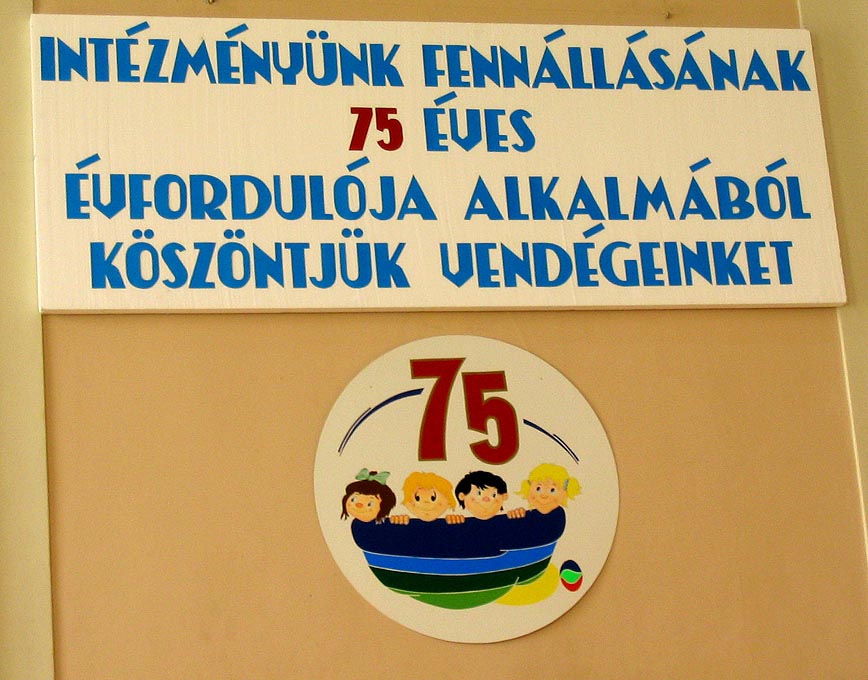 INTÉZMÉNYÜNK FENNÁLLÁSÁNAK
75 ÉVES
ÉVFORDULÓJA ALKALMÁBÓL
KÖSZÖNTJÜK VENDÉGEINKET
75